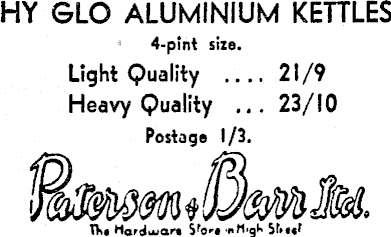 HY GLO ALUMINIUM KETTLES
4-pint size.
Light Quality .... 21/9
Heavy Quality ... 23/10
Postage 1/3.
Paterson & Barr Ltd.
The Hardware Store in High Street